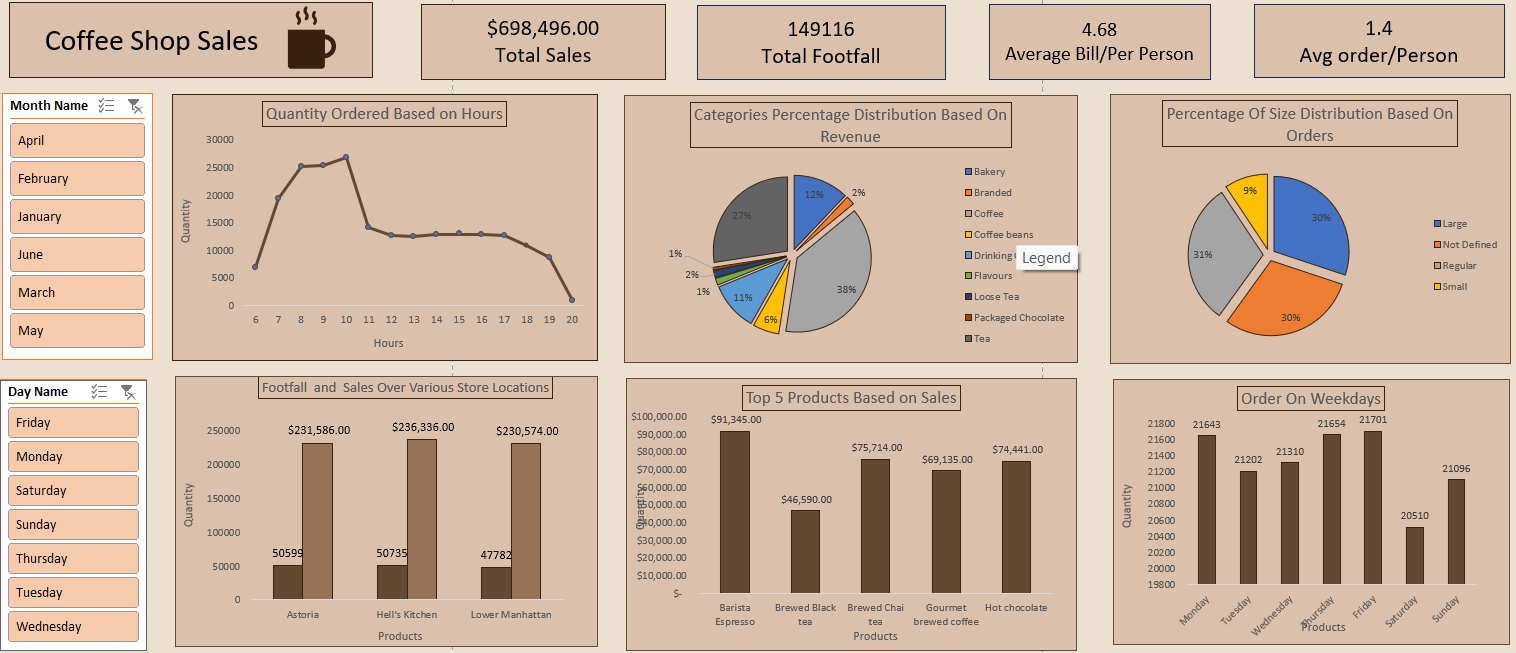 Coffee Shop Sales
$698,496.00
Total Sales
149116
Total Footfall
4.68
Average Bill/Per Person
1.4
Avg order/Person
Month Name
April
February
January
June
March
May
Day Name
Friday
Monday
Saturday
Sunday
Thursday
Tuesday
Wednesday
Quantity Ordered Based on Hours
30000
25000
20000
15000
10000
5000
0
Quantity
6 7 8 9 10 11 12 13 14 15 16 17 18 19 20
Hours
Categories Percentage Distribution Based On
Revenue
12%
2%
38%
6%
11%
1%
2%
1%
27%
Bakery
Branded
Coffee
Coffee beans
Drinking
Legend
Flavours
Loose Tea
Packaged Chocolate
Tea
Percentage Of Size Distribution Based On
Orders
9%
30%
31%
30%
Large
Not Defined
Regular
Small
Footfall and Sales Over Various Store Locations
250000
200000
150000
100000
50000
0
Quantity
$231,586.00
$236,336.00
$230,574.00
50599
50735
47782
Astoria
Hell's Kitchen
Lower Manhattan
Products
Top 5 Products Based on Sales
$100,000.00
$90,000.00
$80,000.00
$70,000.00
$60,000.00
$50,000.00
$40,000.00
$30,000.00
$20,000.00
$10,000.00
$-
Quantity
$91,345.00
$46,590.00
$75,714.00
$69,135.00
$74,441.00
Barista
Espresso
Brewed Black
tea
Brewed Chai
tea
Gourmet
brewed coffee
Hot chocolate
Products
Order On Weekdays
21800
21600
21400
21200
21000
20800
20600
20400
20200
20000
19800
Quantity
21643
21202
21310
21654
21701
20510
21096
Monday
Tuesday
Wednesday
Thursday
Friday
Saturday
Sunday
Products